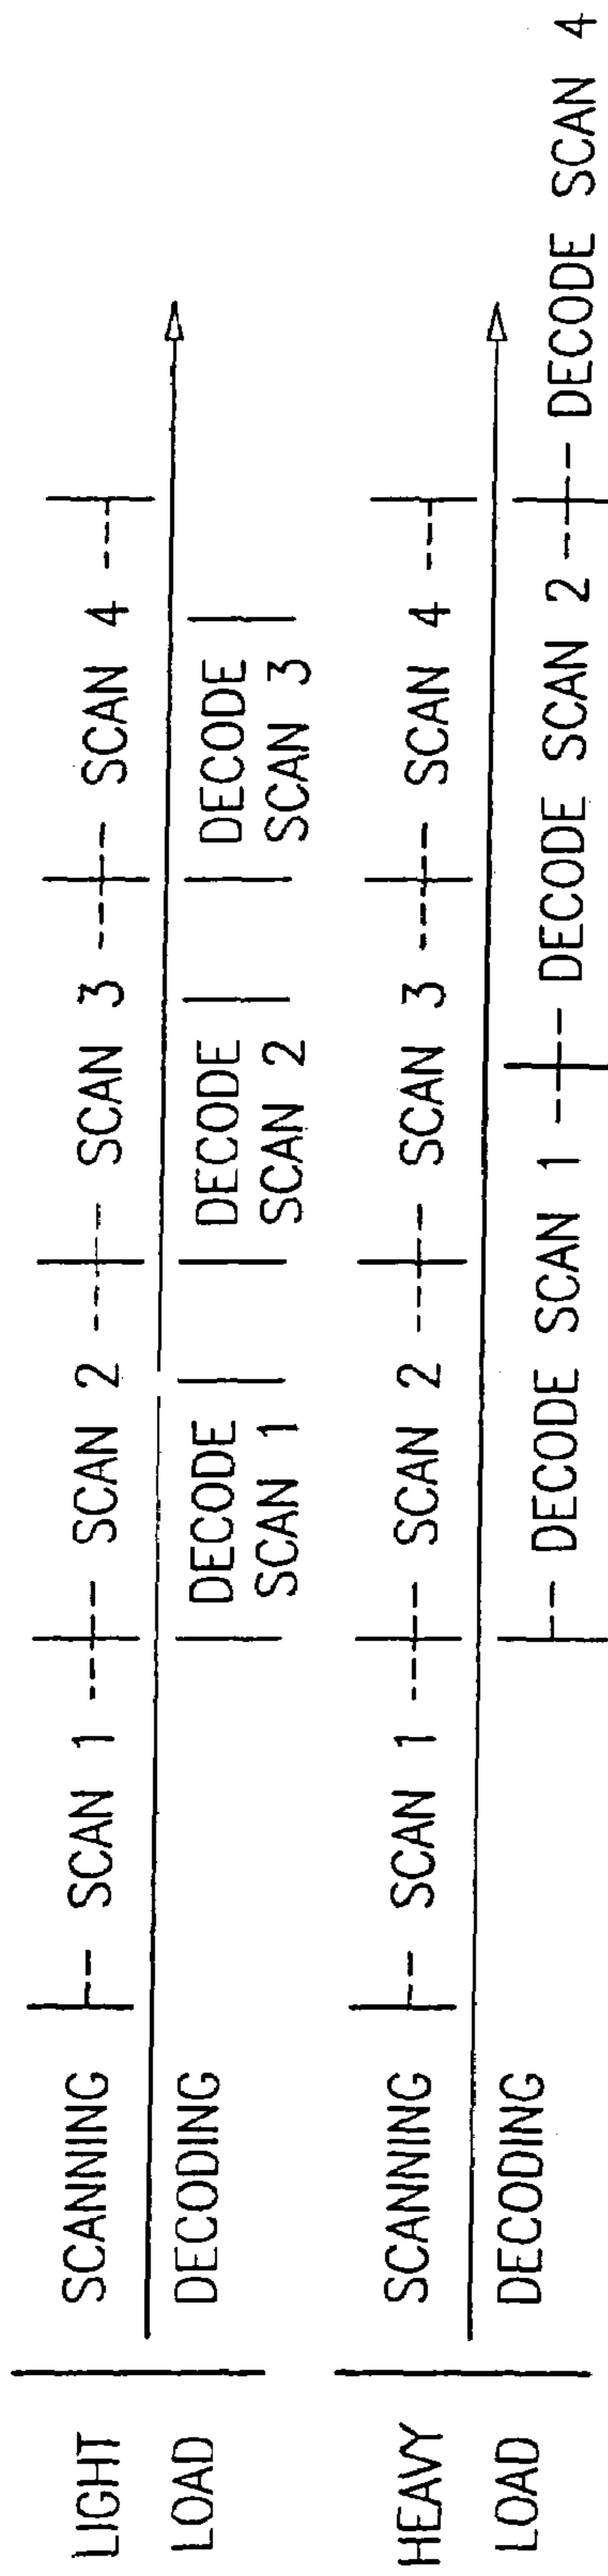 LIGHT LOAD
SCANNING
SCAN 1 SCAN 2 SCAN 3 SCAN 4
DECODING
DECODE SCAN 1
DECODE SCAN 2
DECODE SCAN 3
HEAVY LOAD
SCANNING
SCAN 1 SCAN 2 SCAN 3 SCAN 4
DECODING
DECODE SCAN 1 DECODE SCAN 2 DECODE SCAN 4